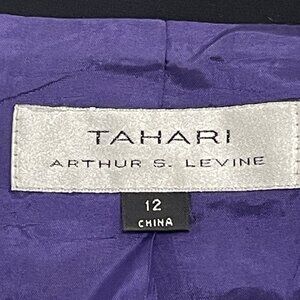 TAHARI
ARTHUR S. LEVINE
12
CHINA